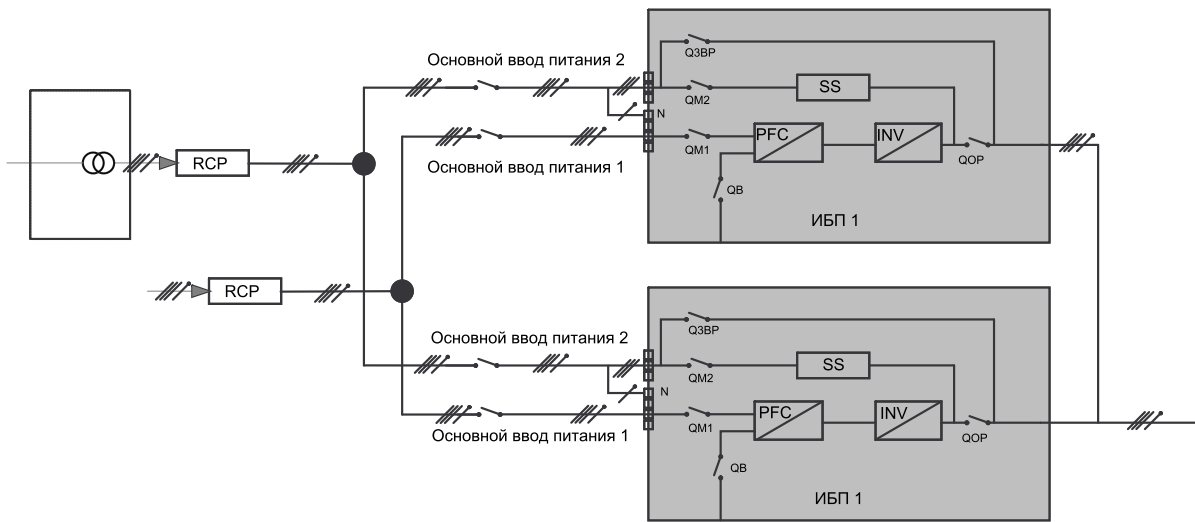 Q3BP
Основной ввод питания 2
QM2
SS
N
RCP
PFC
INV
QM1
QOP
Основной ввод питания 1
QB
ИБП 1
RCP
Q3BP
Основной ввод питания 2
QM2
SS
N
PFC
INV
QM1
QOP
Основной ввод питания 1
QB
ИБП 1